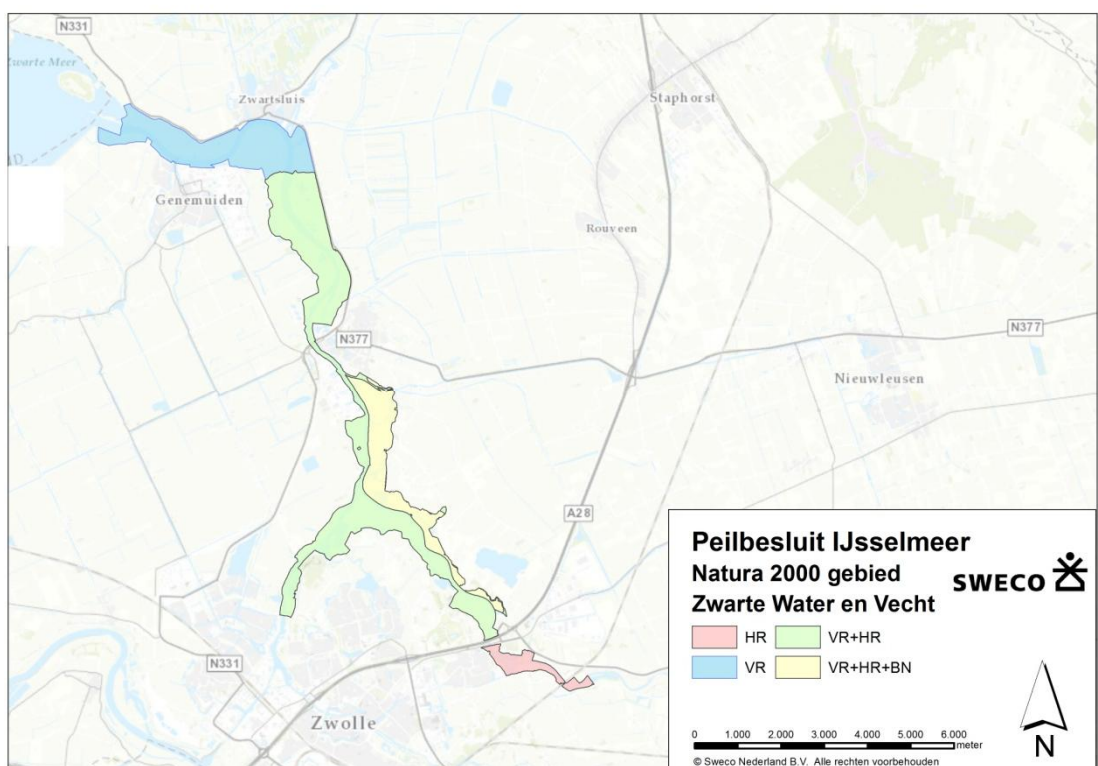 N331
Zwarte Meer
Zwartsluis
Staphorst
Genemuiden
Rouveen
N377
N377
Nieuwleusen
A28
N331
Zwolle
Peilbesluit IJsselmeer
Natura 2000 gebied
Zwarte Water en Vecht
SWECO
HR
VR+HR
VR
VR+HR+BN
0 1.000 2.000 3.000 4.000 5.000 6.000
meter
N
© Sweco Nederland B.V. Alle rechten voorbehouden